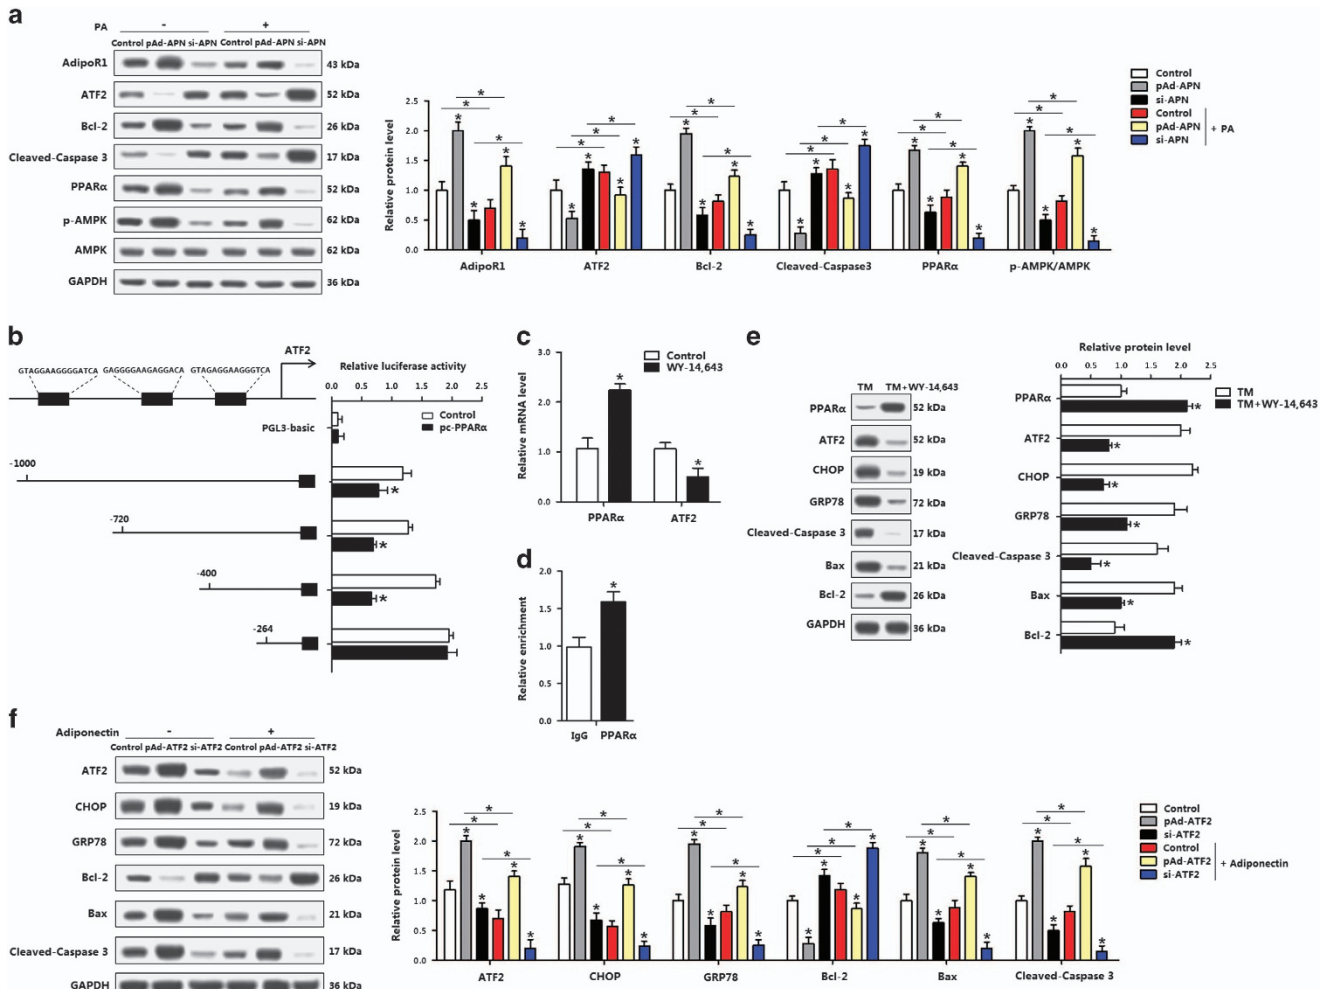 a
PA - +
Control pAd-APN si-APN Control pAd-APN si-APN
AdipoR1 43 kDa
ATF2 52 kDa
Bcl-2 26 kDa
Cleaved-Caspase 3 17 kDa
PPARα 52 kDa
p-AMPK 62 kDa
AMPK 62 kDa
GAPDH 36 kDa
Relative protein level
2.5
2.0
1.5
1.0
0.5
0.0
AdipoR1 ATF2 Bcl-2 Cleaved-Caspase3 PPARα p-AMPK/AMPK
Control
pAd-APN
si-APN
Control
pAd-APN + PA
si-APN
b
ATF2
GTAGGAAGGGGATCA GAGGGGAAGAGGACA GTAGAGGAAGGGTCA
Relative luciferase activity
0.0 0.5 1.0 1.5 2.0 2.5
Control
pc-PPARα
PGL3-basic
-1000
*
-720
*
-400
*
-264
c
Relative mRNA level
3.0
2.0
1.0
0.0
Control
WY-14,643
* *
PPARα ATF2
d
Relative enrichment
2.0
1.5
1.0
0.5
0.0
*
IgG PPARα
e
TM TM+WY-14,643
PPARα 52 kDa
ATF2 52 kDa
CHOP 19 kDa
GRP78 72 kDa
Cleaved-Caspase 3 17 kDa
Bax 21 kDa
Bcl-2 26 kDa
GAPDH 36 kDa
Relative protein level
0.0 0.5 1.0 1.5 2.0 2.5
TM
TM+WY-14,643
PPARα *
ATF2 *
CHOP *
GRP78 *
Cleaved-Caspase 3 *
Bax *
Bcl-2 *
f
Adiponectin - +
Control pAd-ATF2 si-ATF2 Control pAd-ATF2 si-ATF2
ATF2 52 kDa
CHOP 19 kDa
GRP78 72 kDa
Bcl-2 26 kDa
Bax 21 kDa
Cleaved-Caspase 3 17 kDa
GAPDH 36 kDa
Relative protein level
2.5
2.0
1.5
1.0
0.5
0.0
ATF2 CHOP GRP78 Bcl-2 Bax Cleaved-Caspase 3
Control
pAd-ATF2
si-ATF2
Control
pAd-ATF2 + Adiponectin
si-ATF2